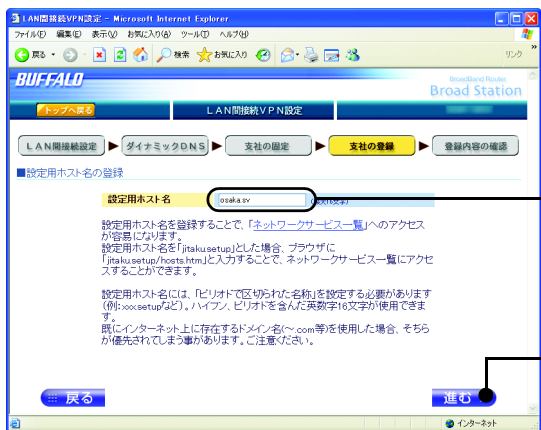 LAN間接続VPN設定 - Microsoft Internet Explorer
ファイル(F) 編集(E) 表示(V) お気に入り(A) ツール(T) ヘルプ(H)
戻る 検索 お気に入り リンク »
BUFFALO
Broadband Router
Broad Station
トップへ戻る LAN間接続VPN設定
LAN間接続設定 ダイナミックDNS 支社の固定 支社の登録 登録内容の確認
■設定用ホスト名の登録
設定用ホスト名 osaka.sv
設定用ホスト名を登録することで、「ネットワークサービス一覧」へのアクセス
が容易になります。
設定用ホスト名を「jitaku.setup」とした場合、ブラウザに
「jitaku.setup/hosts.htm」と入力することで、ネットワークサービス一覧にアクセ
スすることができます。
設定用ホスト名には、「ピリオドで区切られた名称」を設定する必要があります
(例:xxx.setupなど)。ハイフン、ピリオドを含んだ英数字16文字が使用できま
す。
既にインターネット上に存在するドメイン名(～.com等)を使用した場合、そちら
が優先されてしまう事があります。ご注意ください。
戻る 進む
インターネット